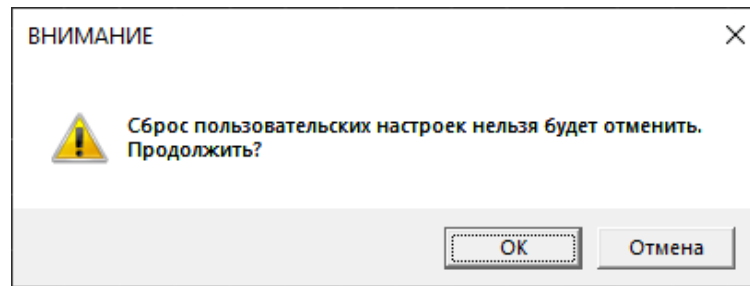 ВНИМАНИЕ
Сброс пользовательских настроек нельзя будет отменить.
Продолжить?
ОК
Отмена